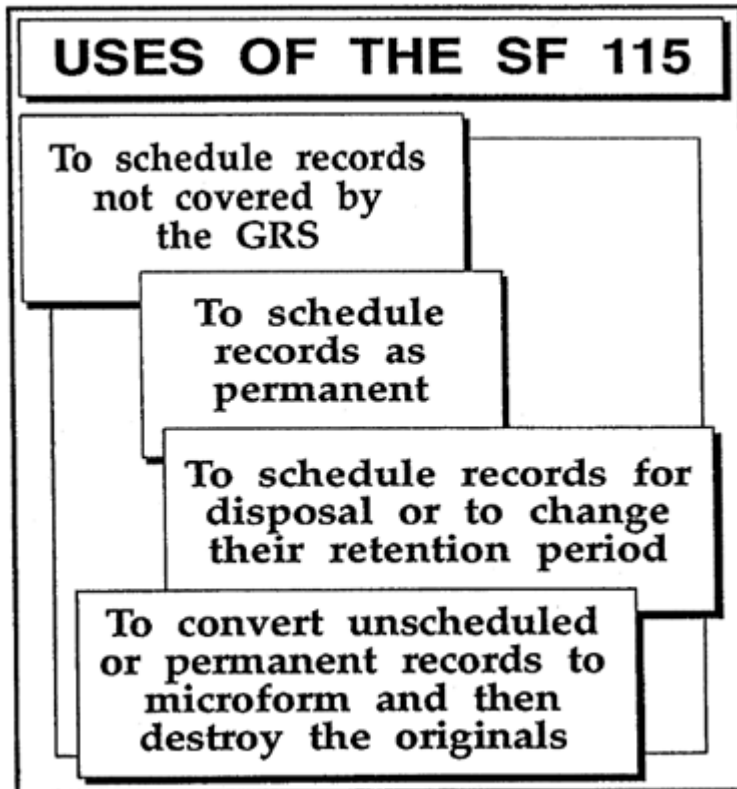 USES OF THE SF 115
To schedule records
not covered by
the GRS
To schedule
records as
permanent
To schedule records for
disposal or to change
their retention period
To convert unscheduled
or permanent records to
microform and then
destroy the originals